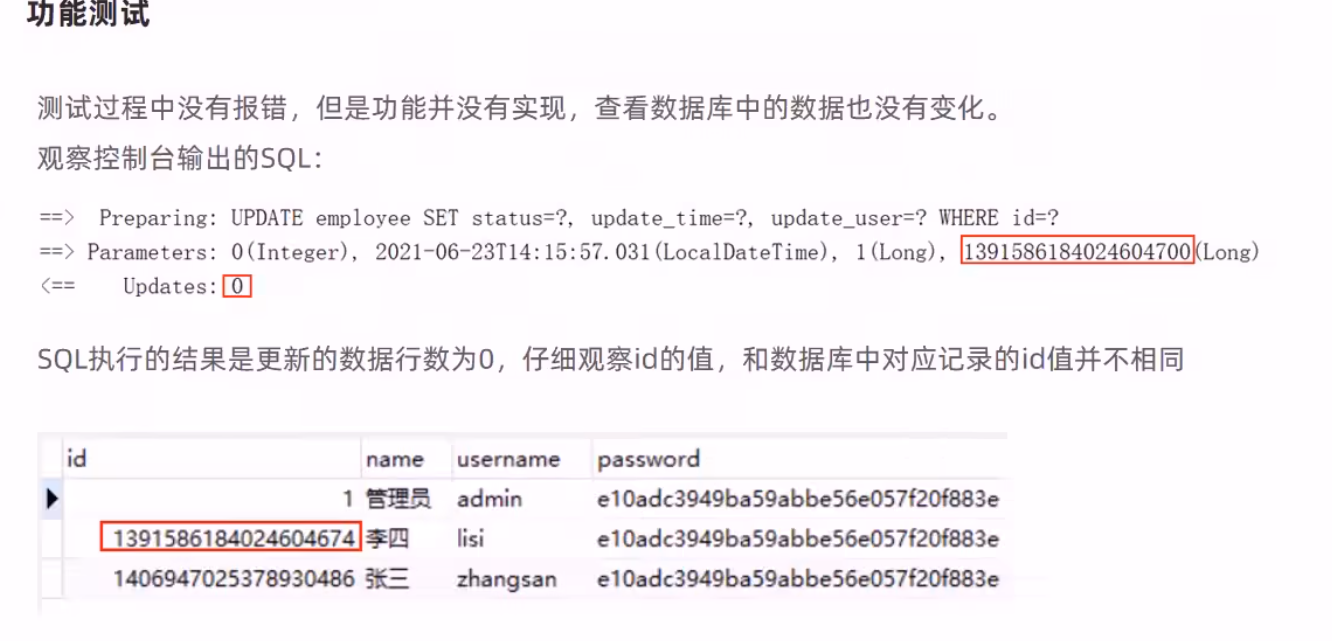 功能测试
测试过程中没有报错，但是功能并没有实现，查看数据库中的数据也没有变化。
观察控制台输出的SQL：
==> Preparing: UPDATE employee SET status=?, update_time=?, update_user=? WHERE id=?
==> Parameters: 0(Integer), 2021-06-23T14:15:57.031(LocalDateTime), 1(Long), 1391586184024604700(Long)
<== Updates: 0
SQL执行的结果是更新的数据行数为0，仔细观察id的值，和数据库中对应记录的id值并不相同
id name username password
1 管理员 admin e10adc3949ba59abbe56e057f20f883e
1391586184024604674 李四 lisi e10adc3949ba59abbe56e057f20f883e
1406947025378930486 张三 zhangsan e10adc3949ba59abbe56e057f20f883e